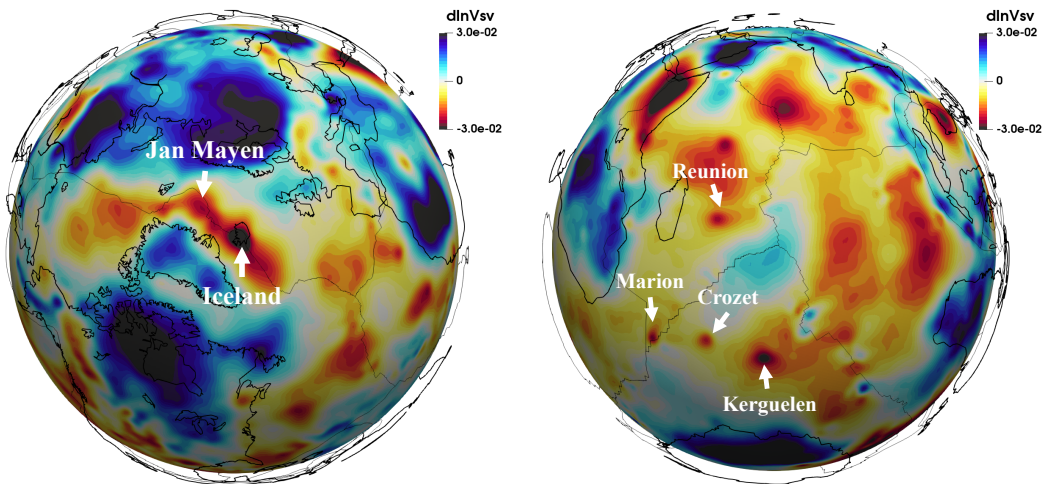 dlnVsv
3.0e-02
0
-3.0e-02
Jan Mayen
Iceland
dlnVsv
3.0e-02
0
-3.0e-02
Reunion
Marion
Crozet
Kerguelen